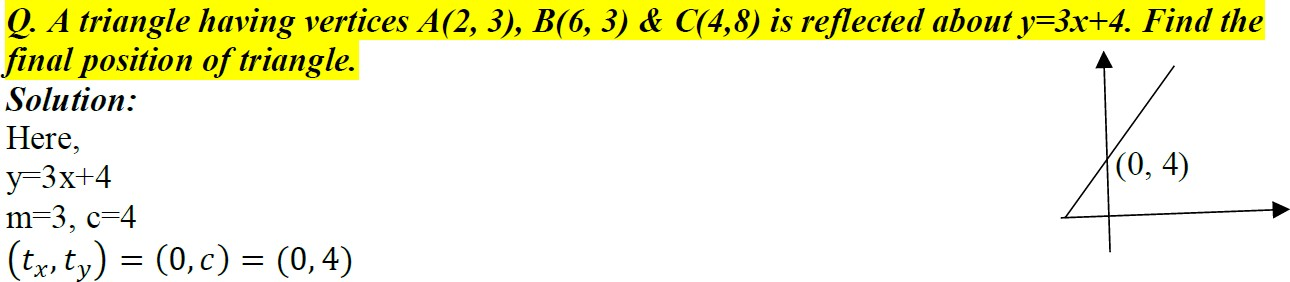 Q. A triangle having vertices A(2, 3), B(6, 3) & C(4,8) is reflected about y=3x+4. Find the
final position of triangle.
Solution:
Here,
y=3x+4
m=3, c=4
(tₓ, t_y) = (0, c) = (0, 4)
(0, 4)